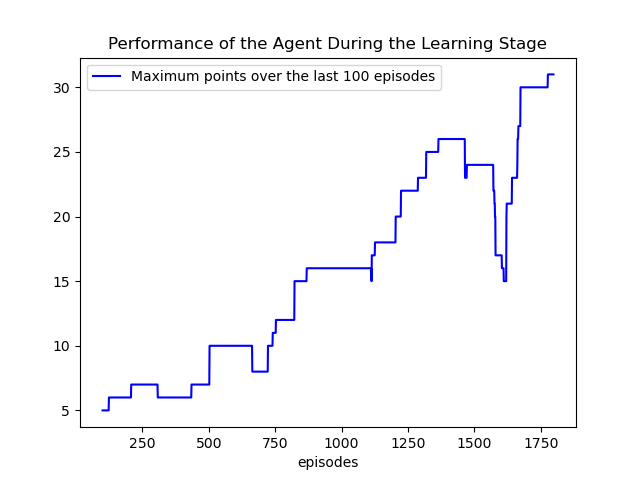 Performance of the Agent During the Learning Stage
Maximum points over the last 100 episodes
30
25
20
15
10
5
250 500 750 1000 1250 1500 1750
episodes